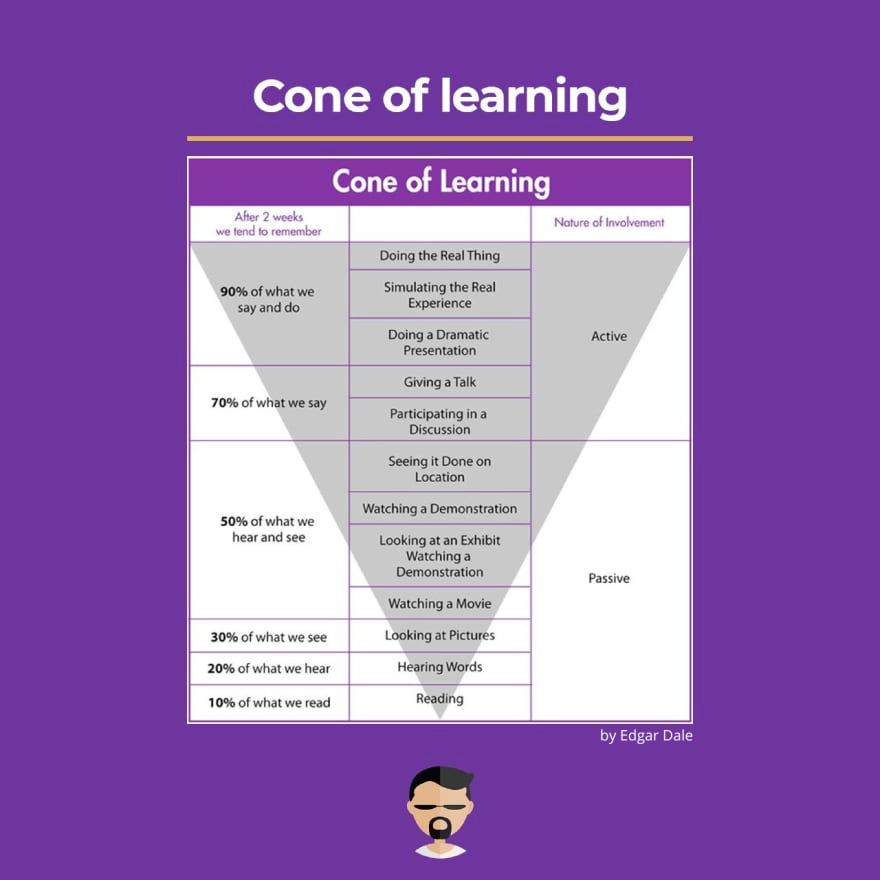 Cone of learning
Cone of Learning
After 2 weeks
we tend to remember
Nature of Involvement
90% of what we
say and do
Doing the Real Thing
Simulating the Real
Experience
Doing a Dramatic
Presentation
Active
70% of what we say
Giving a Talk
Participating in a
Discussion
50% of what we
hear and see
Seeing it Done on
Location
Watching a Demonstration
Looking at an Exhibit
Watching a
Demonstration
Watching a Movie
Passive
30% of what we see
Looking at Pictures
20% of what we hear
Hearing Words
10% of what we read
Reading
by Edgar Dale